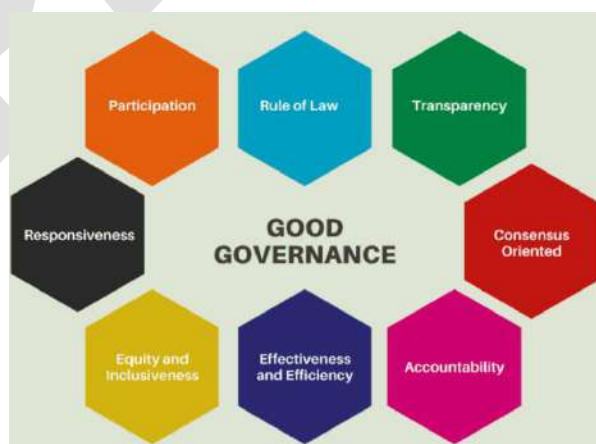 Participation
Rule of Law
Transparency
Responsiveness
GOOD
GOVERNANCE
Consensus
Oriented
Equity and
Inclusiveness
Effectiveness
and Efficiency
Accountability